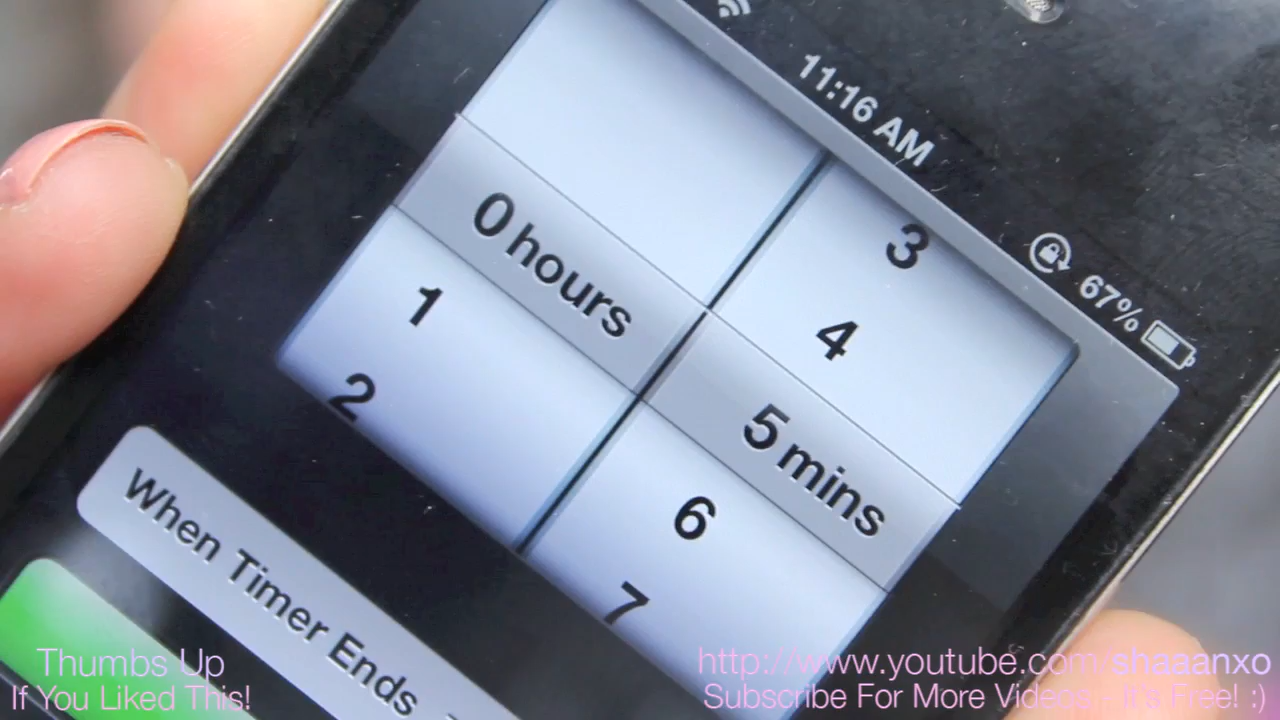 11:16 AM
67%
3
4
0 hours
5 mins
1
6
2
7
When Timer Ends
Thumbs Up
If You Liked This!
http://www.youtube.com/shaaanxo
Subscribe For More Videos - It's Free! :)